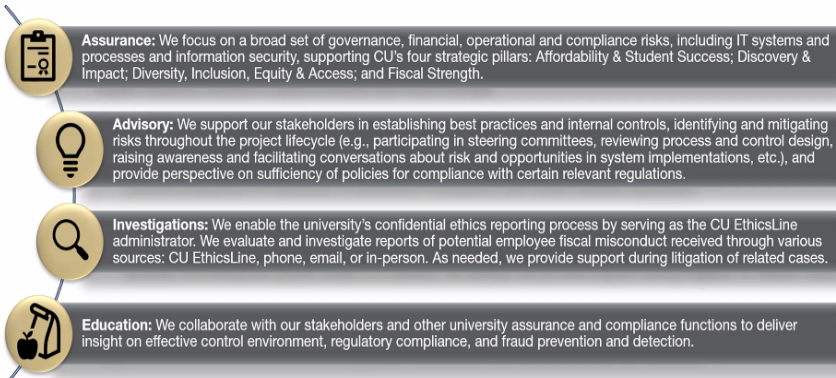 Assurance: We focus on a broad set of governance, financial, operational and compliance risks, including IT systems and
processes and information security, supporting CU's four strategic pillars: Affordability & Student Success; Discovery &
Impact; Diversity, Inclusion, Equity & Access; and Fiscal Strength.
Advisory: We support our stakeholders in establishing best practices and internal controls, identifying and mitigating
risks throughout the project lifecycle (e.g., participating in steering committees, reviewing process and control design,
raising awareness and facilitating conversations about risk and opportunities in system implementations, etc.), and
provide perspective on sufficiency of policies for compliance with certain relevant regulations.
Investigations: We enable the university's confidential ethics reporting process by serving as the CU EthicsLine
administrator. We evaluate and investigate reports of potential employee fiscal misconduct received through various
sources: CU EthicsLine, phone, email, or in-person. As needed, we provide support during litigation of related cases.
Education: We collaborate with our stakeholders and other university assurance and compliance functions to deliver
insight on effective control environment, regulatory compliance, and fraud prevention and detection.